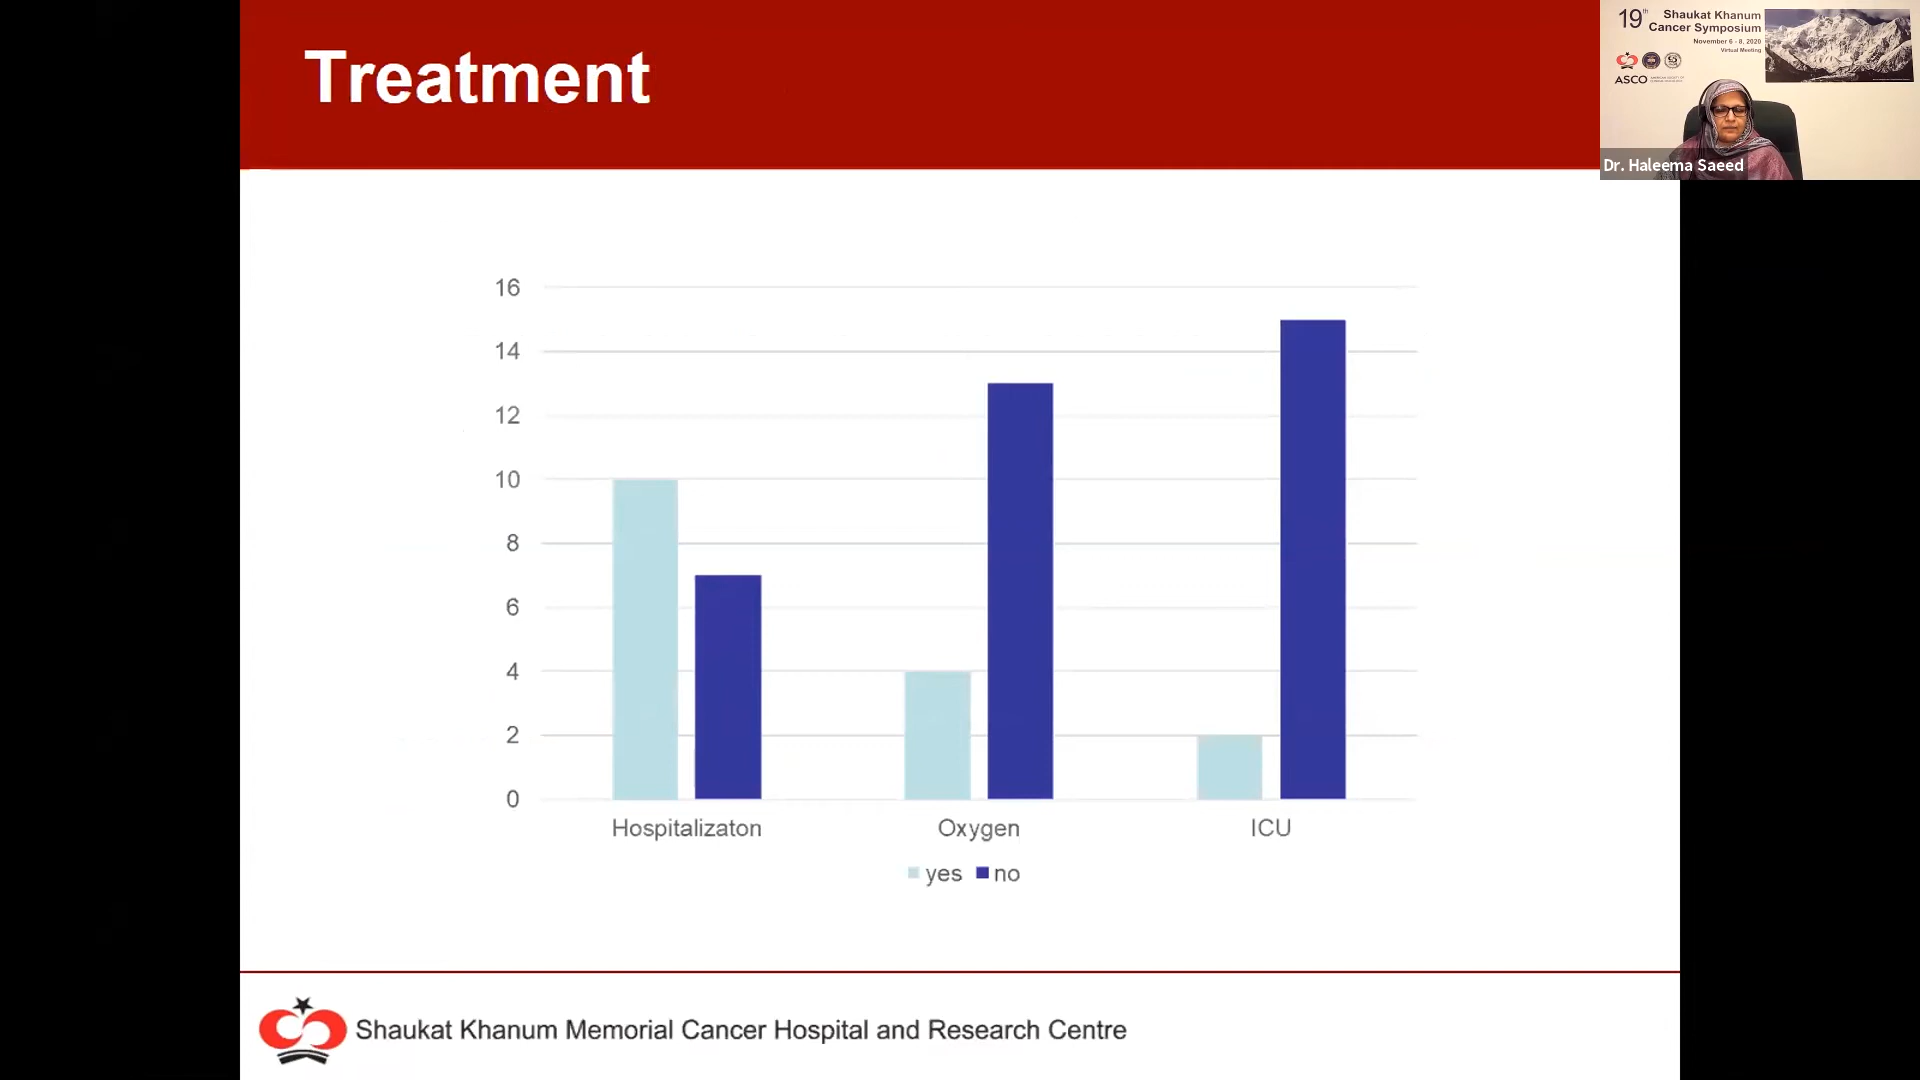 Treatment
19th Shaukat Khanum
Cancer Symposium
November 6 - 8, 2020
Virtual Meeting
ASCO
Dr. Haleema Saeed
16
14
12
10
8
6
4
2
0
Hospitalizaton Oxygen ICU
yes no
Shaukat Khanum Memorial Cancer Hospital and Research Centre